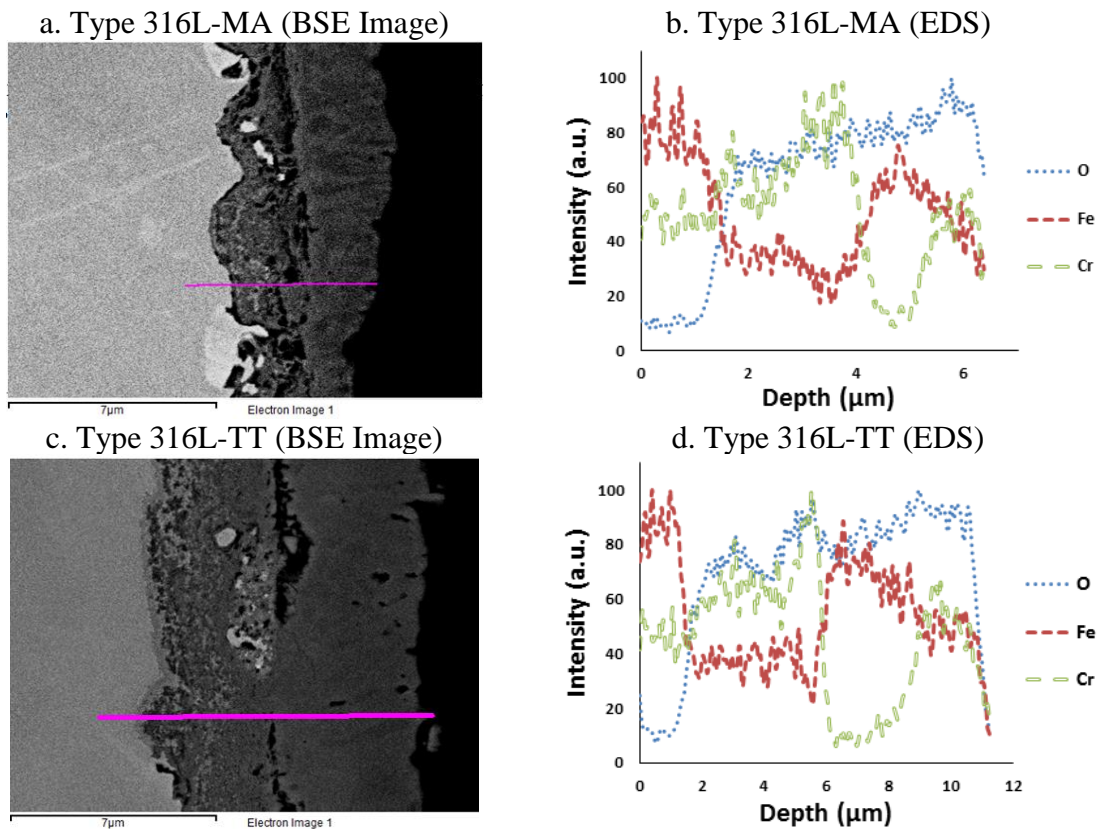 a. Type 316L-MA (BSE Image)
7µm
Electron Image 1
b. Type 316L-MA (EDS)
Intensity (a.u.)
100
80
60
40
20
0
0 2 4 6
Depth (µm)
O
Fe
Cr
c. Type 316L-TT (BSE Image)
7µm
Electron Image 1
d. Type 316L-TT (EDS)
Intensity (a.u.)
100
80
60
40
20
0
0 2 4 6 8 10 12
Depth (µm)
O
Fe
Cr